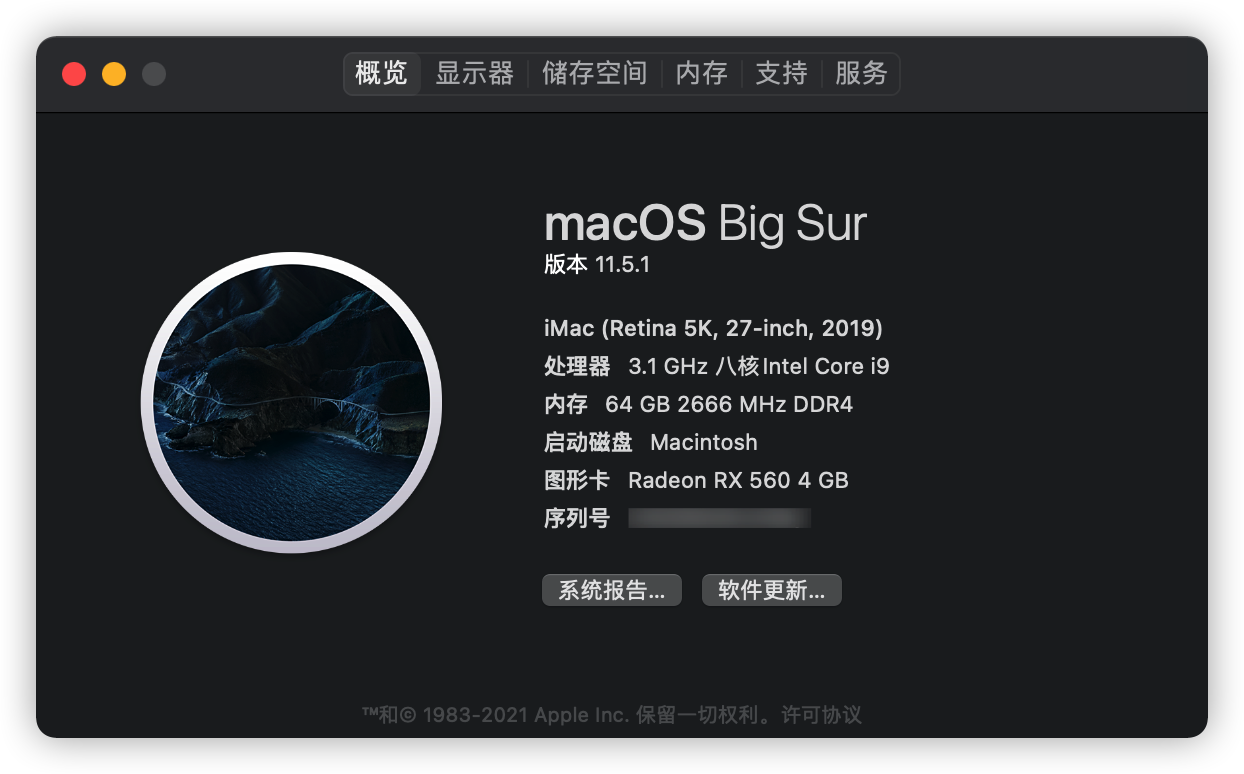 概览 显示器 储存空间 内存 支持 服务
macOS Big Sur
版本 11.5.1
iMac (Retina 5K, 27-inch, 2019)
处理器 3.1 GHz 八核Intel Core i9
内存 64 GB 2666 MHz DDR4
启动磁盘 Macintosh
图形卡 Radeon RX 560 4 GB
序列号
系统报告... 软件更新...
™和© 1983-2021 Apple Inc. 保留一切权利。许可协议